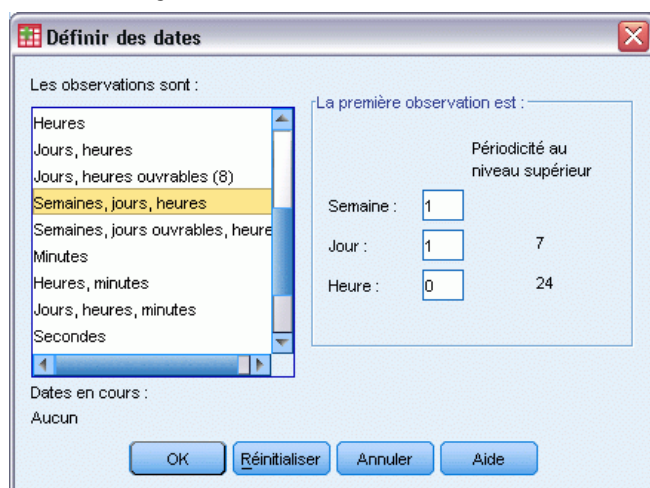 Définir des dates
Les observations sont :
Heures
Jours, heures
Jours, heures ouvrables (8)
Semaines, jours, heures
Semaines, jours ouvrables, heure
Minutes
Heures, minutes
Jours, heures, minutes
Secondes
Dates en cours :
Aucun
La première observation est :
Périodicité au
niveau supérieur
Semaine : 1
Jour : 1 7
Heure : 0 24
OK Réinitialiser Annuler Aide